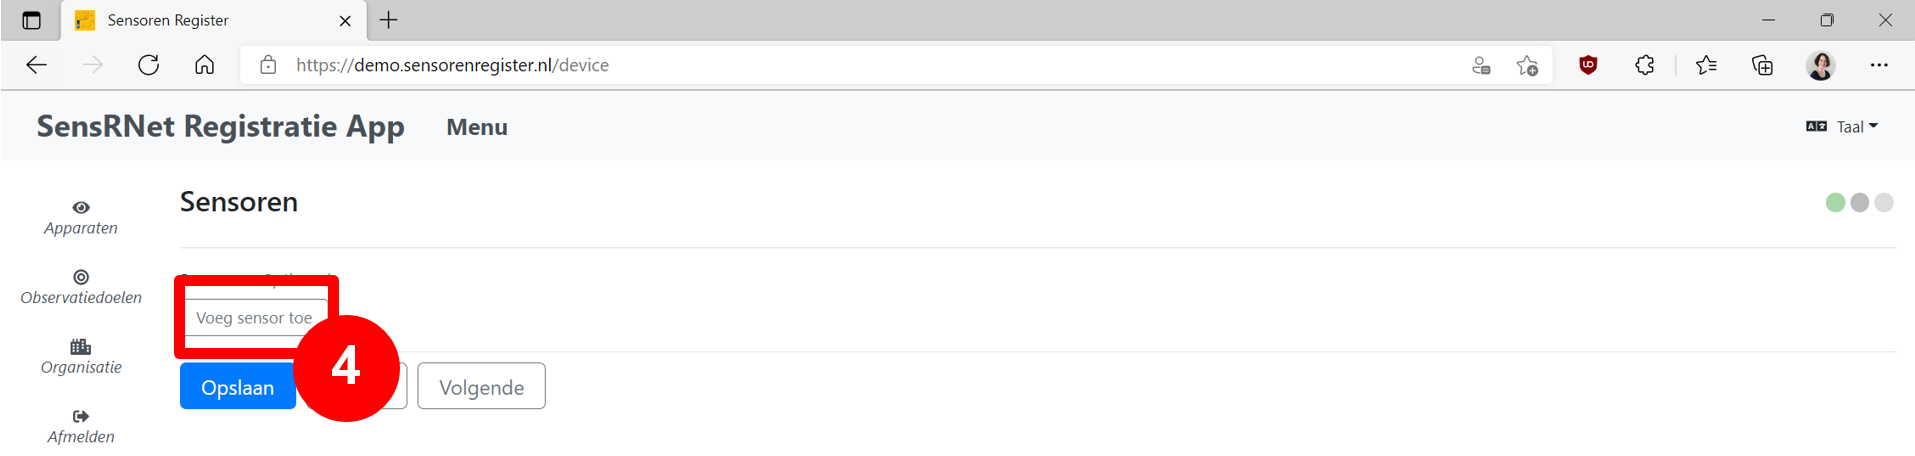 Sensoren Register
https://demo.sensorenregister.nl/device
SensRNet Registratie App Menu
Taal
Sensoren
Apparaten
Observatiedoelen
Voeg sensor toe
4
Organisatie
Opslaan
Volgende
Afmelden